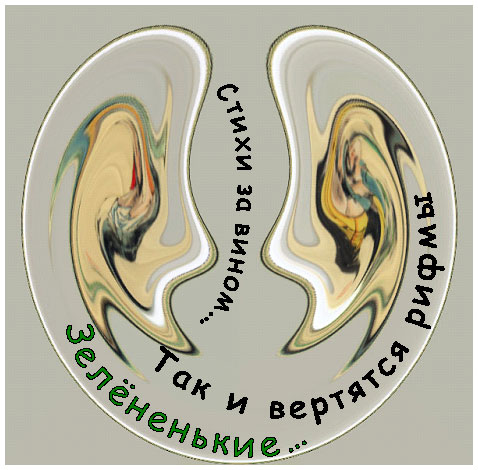 Стихи за вином...
Так и вертятся рифмы
Зелёненькие...